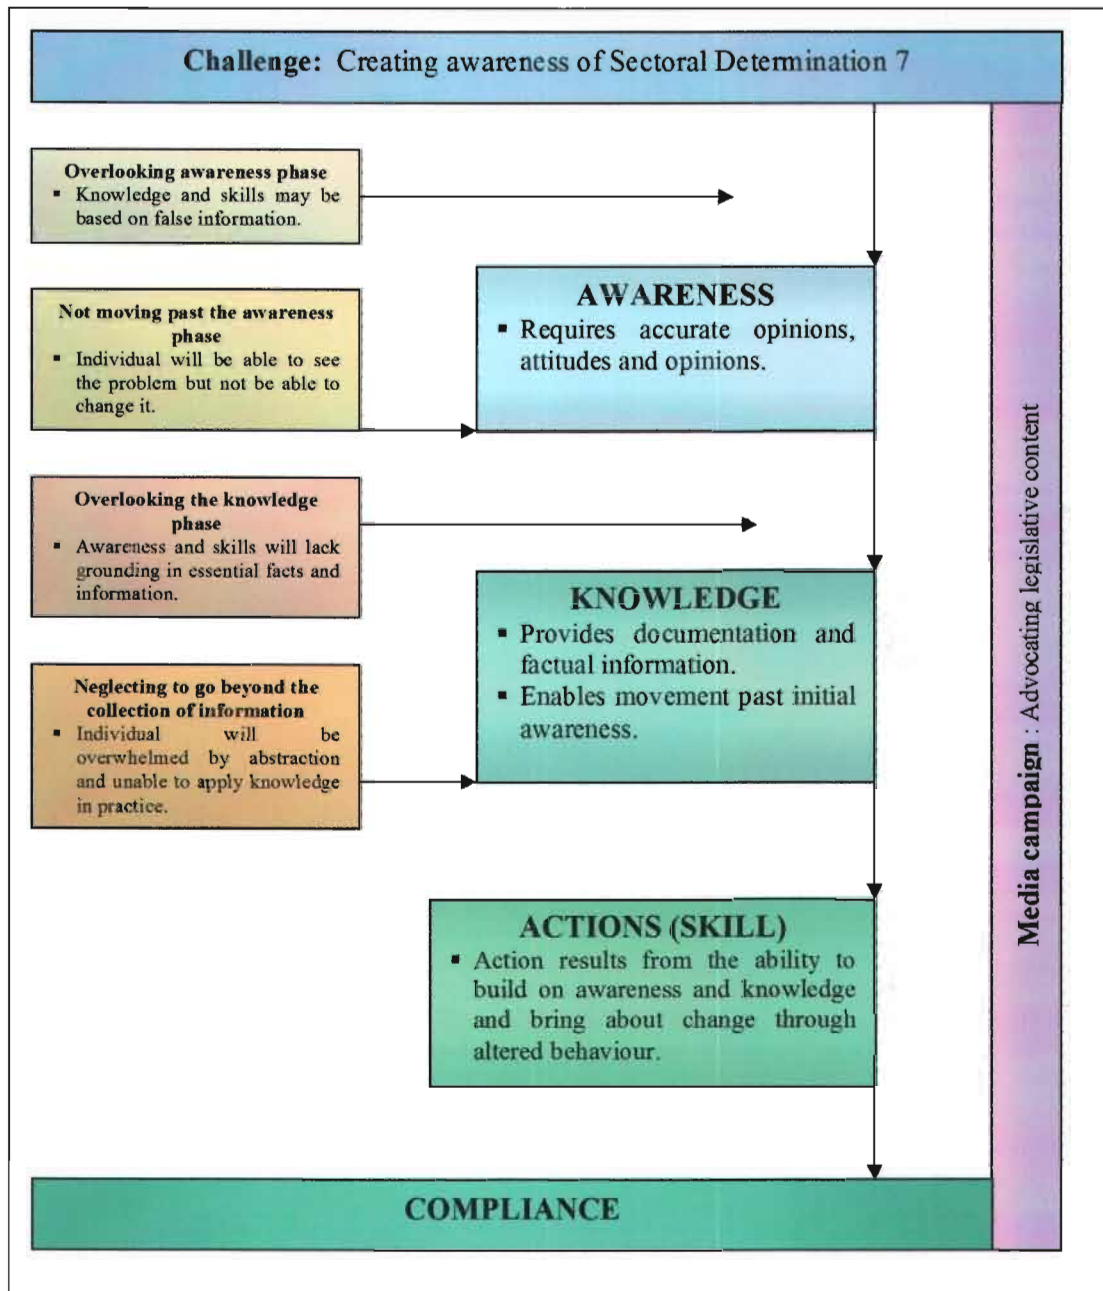 Challenge: Creating awareness of Sectoral Determination 7
Overlooking awareness phase
▪ Knowledge and skills may be
based on false information.
AWARENESS
▪ Requires accurate opinions,
attitudes and opinions.
Not moving past the awareness
phase
▪ Individual will be able to see
the problem but not be able to
change it.
Overlooking the knowledge
phase
▪ Awareness and skills will lack
grounding in essential facts and
information.
KNOWLEDGE
▪ Provides documentation and
factual information.
▪ Enables movement past initial
awareness.
Neglecting to go beyond the
collection of information
▪ Individual will be
overwhelmed by abstraction
and unable to apply knowledge
in practice.
ACTIONS (SKILL)
▪ Action results from the ability to
build on awareness and knowledge
and bring about change through
altered behaviour.
COMPLIANCE
Media campaign : Advocating legislative content